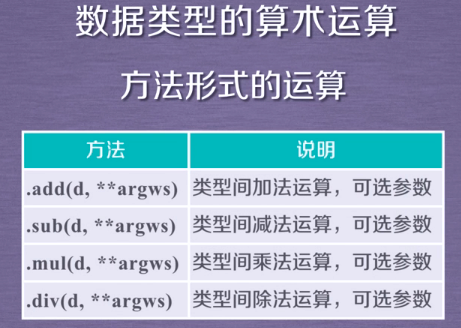 数据类型的算术运算
方法形式的运算
方法 说明
.add(d, **argws) 类型间加法运算，可选参数
.sub(d, **argws) 类型间减法运算，可选参数
.mul(d, **argws) 类型间乘法运算，可选参数
.div(d, **argws) 类型间除法运算，可选参数